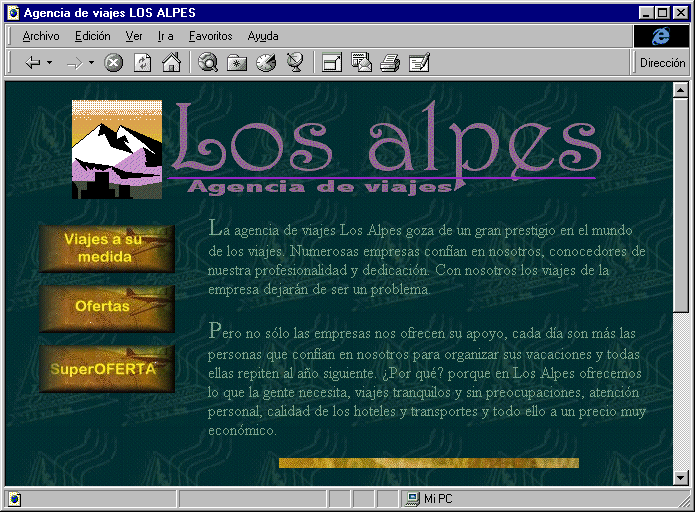 Agencia de viajes LOS ALPES
Archivo Edición Ver Ir a Favoritos Ayuda
Dirección
Los alpes
Agencia de viajes
Viajes a su
medida
Ofertas
SuperOFERTA
La agencia de viajes Los Alpes goza de un gran prestigio en el mundo
de los viajes. Numerosas empresas confían en nosotros, conocedores de
nuestra profesionalidad y dedicación. Con nosotros los viajes de la
empresa dejarán de ser un problema.
Pero no sólo las empresas nos ofrecen su apoyo, cada día son más las
personas que confían en nosotros para organizar sus vacaciones y todas
ellas repiten al año siguiente. ¿Por qué? porque en Los Alpes ofrecemos
lo que la gente necesita, viajes tranquilos y sin preocupaciones, atención
personal, calidad de los hoteles y transportes y todo ello a un precio muy
económico.
Mi PC